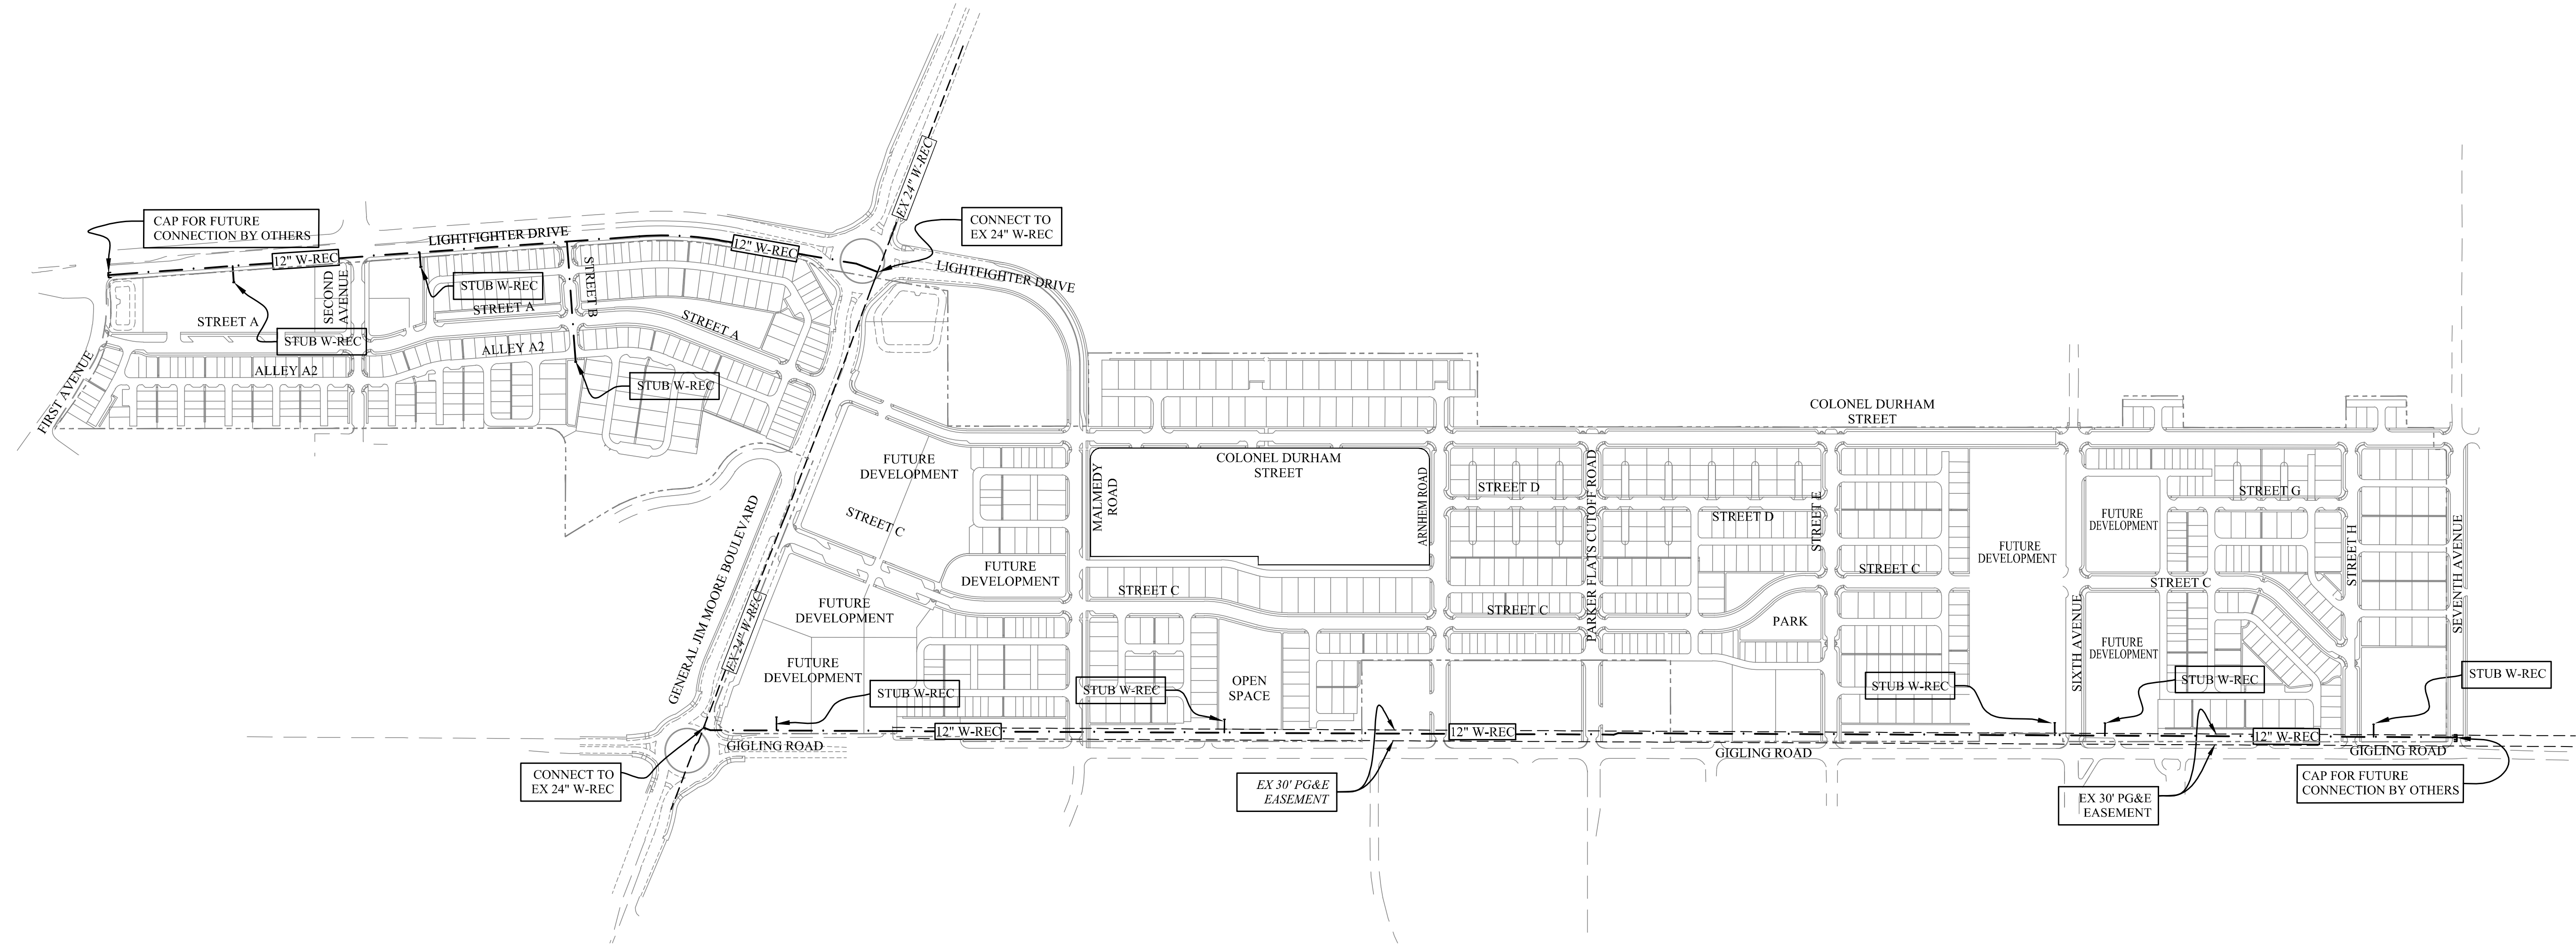 EX 24" W-REC
CAP FOR FUTURE
CONNECTION BY OTHERS
LIGHTFIGHTER DRIVE
CONNECT TO
EX 24" W-REC
12" W-REC
12" W-REC
LIGHTFIGHTER DRIVE
STUB W-REC
SECOND
AVENUE
STREET B
STREET A
STREET A
STREET A
STUB W-REC
ALLEY A2
ALLEY A2
STUB W-REC
FIRST AVENUE
COLONEL DURHAM
STREET
FUTURE
DEVELOPMENT
COLONEL DURHAM
STREET
MALMEDY
ROAD
ARNHEM ROAD
STREET D
PARKER FLATS CUTOFF ROAD
STREET D
STREET E
STREET G
FUTURE
DEVELOPMENT
FUTURE
DEVELOPMENT
STREET H
SEVENTH AVENUE
STREET C
GENERAL JIM MOORE BOULEVARD
EX 24" W-REC
FUTURE
DEVELOPMENT
STREET C
STREET C
STREET C
STREET C
FUTURE
DEVELOPMENT
PARK
SIXTH AVENUE
FUTURE
DEVELOPMENT
FUTURE
DEVELOPMENT
OPEN
SPACE
STUB W-REC
STUB W-REC
STUB W-REC
STUB W-REC
STUB W-REC
12" W-REC
12" W-REC
12" W-REC
GIGLING ROAD
GIGLING ROAD
GIGLING ROAD
CONNECT TO
EX 24" W-REC
EX 30' PG&E
EASEMENT
EX 30' PG&E
EASEMENT
CAP FOR FUTURE
CONNECTION BY OTHERS